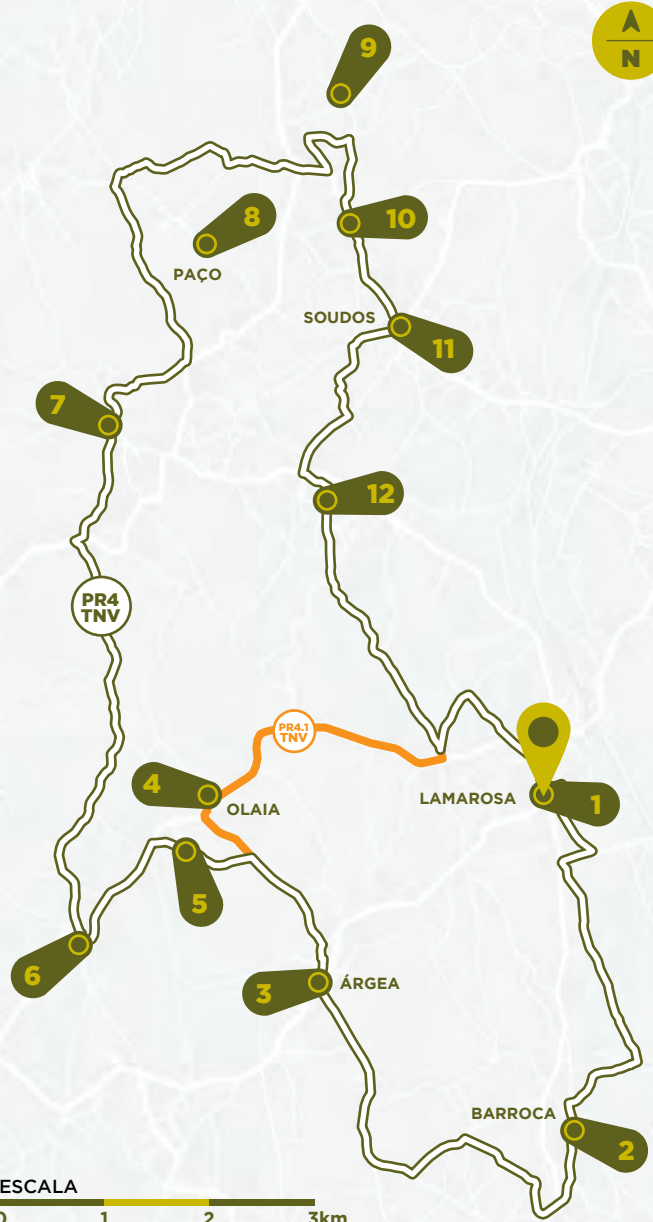 N
9
8
10
PAÇO
SOUDOS
11
7
12
PR4
TNV
PR4.1
TNV
4
OLAIA
LAMAROSA
1
5
6
3
ÁRGEA
BARROCA
2
ESCALA
0 1 2 3km